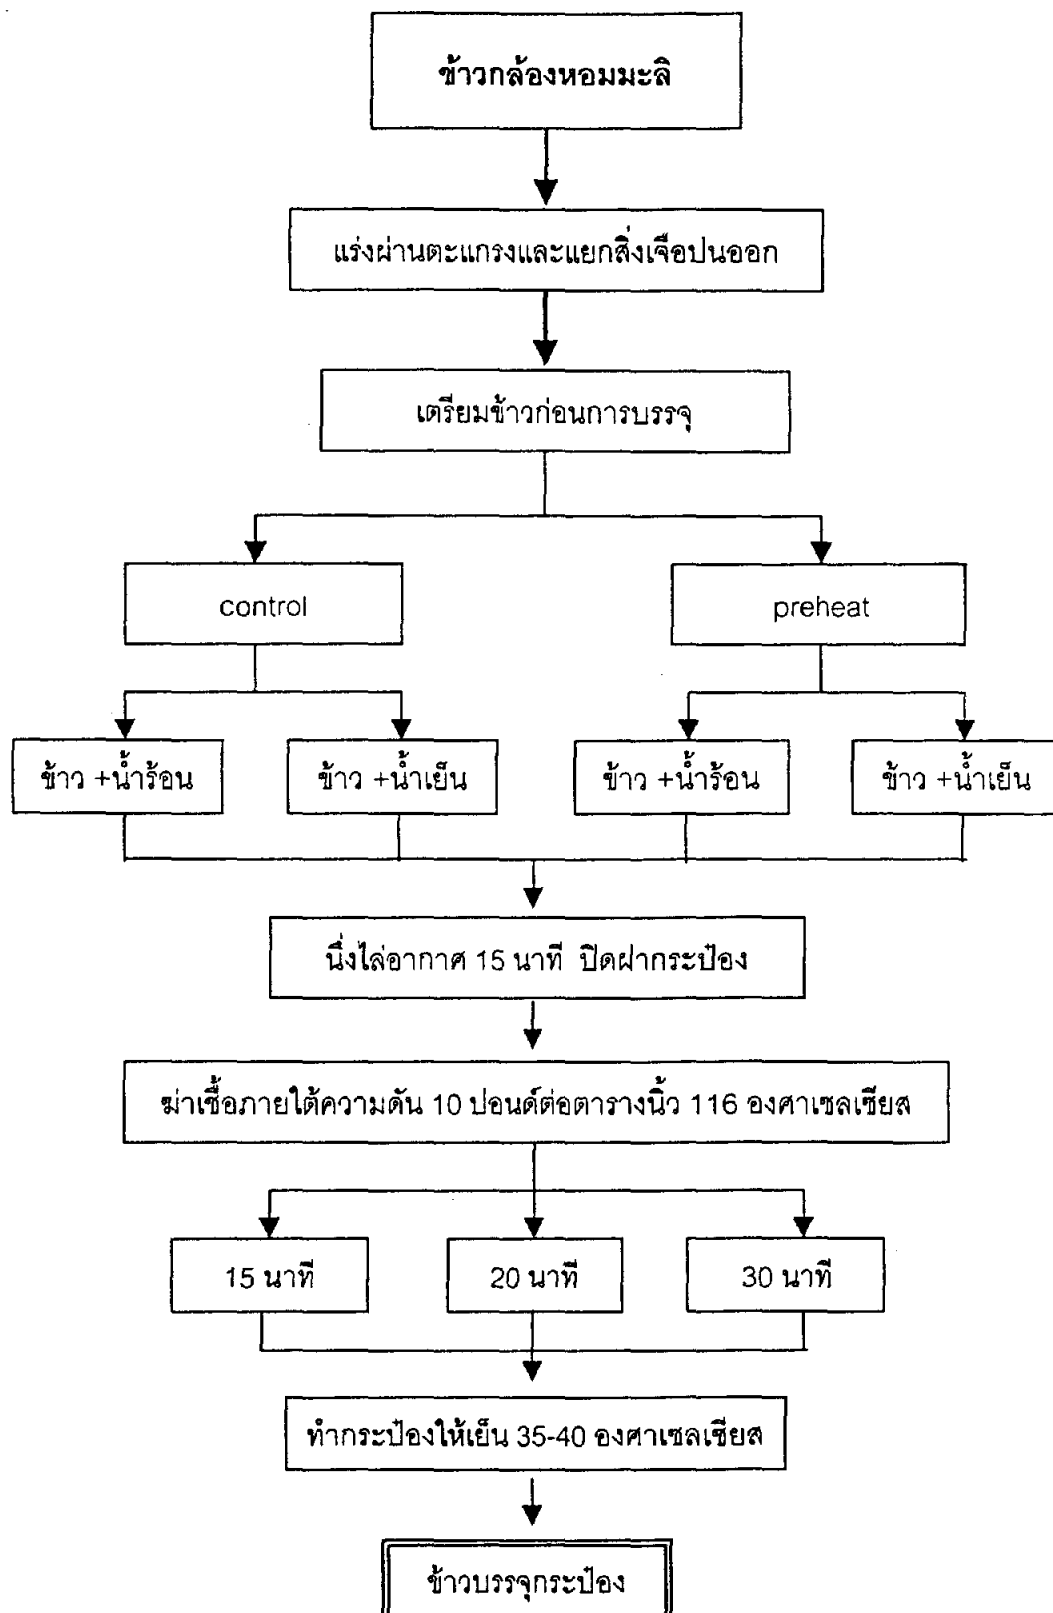 ข้าวกล้องหอมมะลิ
แร่งผ่านตะแกรงและแยกสิ่งเจือปนออก
เตรียมข้าวก่อนการบรรจุ
control
preheat
ข้าว +น้ำร้อน
ข้าว +น้ำเย็น
ข้าว +น้ำร้อน
ข้าว +น้ำเย็น
นึ่งไล่อากาศ 15 นาที ปิดฝากระป๋อง
ฆ่าเชื้อภายใต้ความดัน 10 ปอนด์ต่อตารางนิ้ว 116 องศาเซลเซียส
15 นาที
20 นาที
30 นาที
ทำกระป๋องให้เย็น 35-40 องศาเซลเซียส
ข้าวบรรจุกระป๋อง